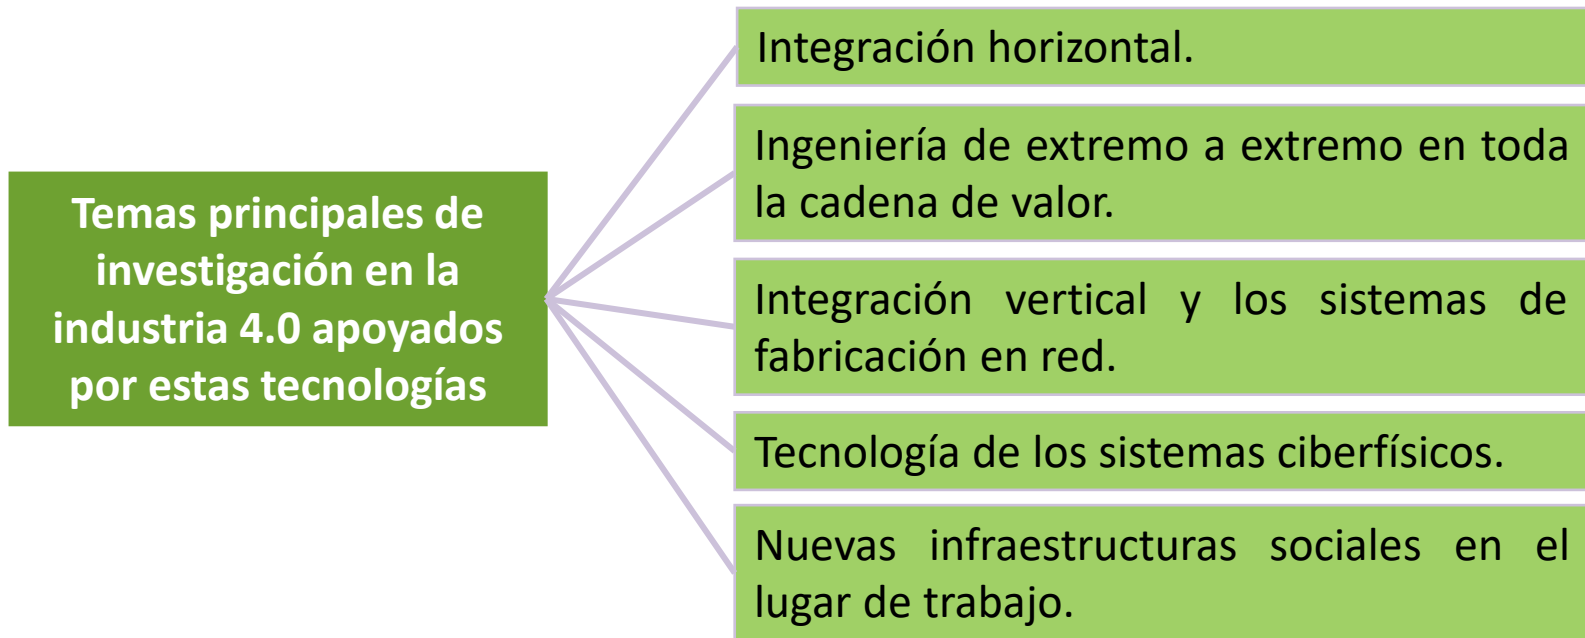 Temas principales de
investigación en la
industria 4.0 apoyados
por estas tecnologías
Integración horizontal.
Ingeniería de extremo a extremo en toda
la cadena de valor.
Integración vertical y los sistemas de
fabricación en red.
Tecnología de los sistemas ciberfísicos.
Nuevas infraestructuras sociales en el
lugar de trabajo.